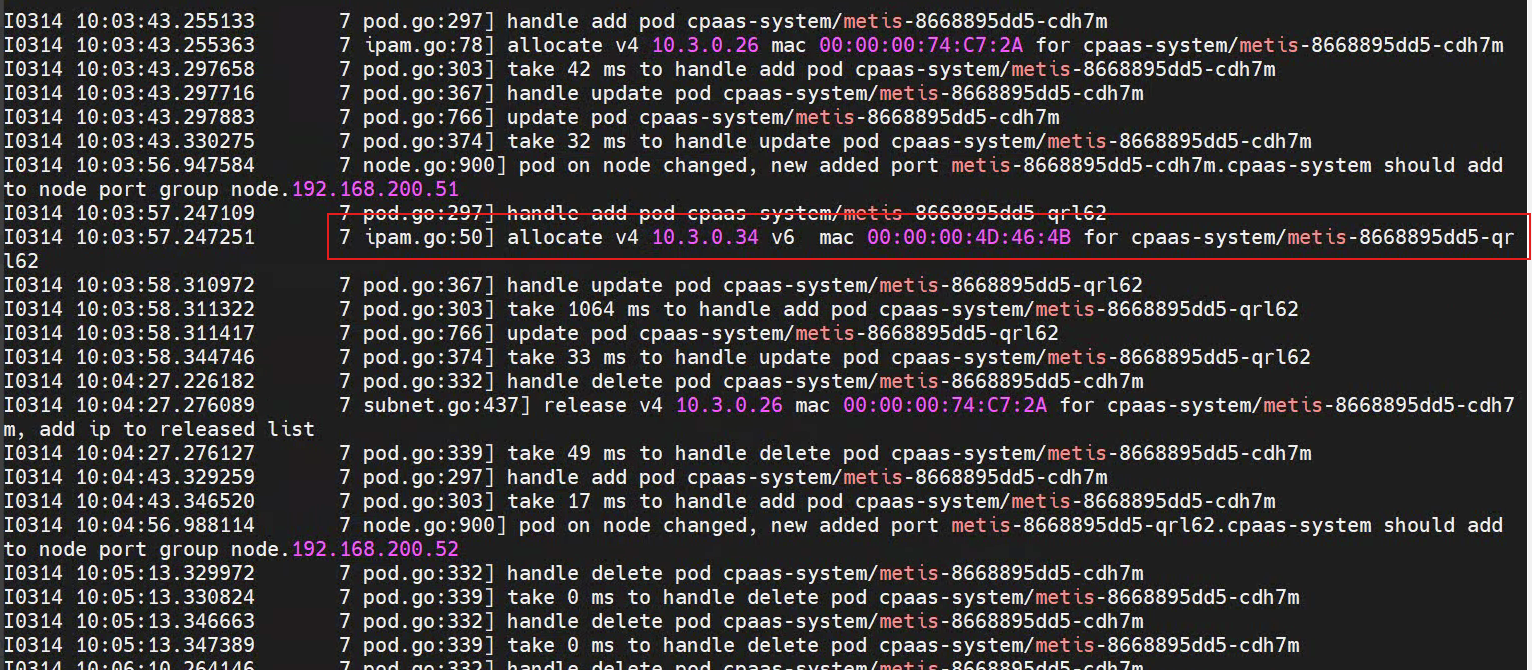 I0314 10:03:43.255133       7 pod.go:297] handle add pod cpaas-system/metis-8668895dd5-cdh7m
I0314 10:03:43.255363       7 ipam.go:78] allocate v4 10.3.0.26 mac 00:00:00:74:C7:2A for cpaas-system/metis-8668895dd5-cdh7m
I0314 10:03:43.297658       7 pod.go:303] take 42 ms to handle add pod cpaas-system/metis-8668895dd5-cdh7m
I0314 10:03:43.297716       7 pod.go:367] handle update pod cpaas-system/metis-8668895dd5-cdh7m
I0314 10:03:43.297883       7 pod.go:766] update pod cpaas-system/metis-8668895dd5-cdh7m
I0314 10:03:43.330275       7 pod.go:374] take 32 ms to handle update pod cpaas-system/metis-8668895dd5-cdh7m
I0314 10:03:56.947584       7 node.go:900] pod on node changed, new added port metis-8668895dd5-cdh7m.cpaas-system should add
to node port group node.192.168.200.51
I0314 10:03:57.247109       7 pod.go:297] handle add pod cpaas-system/metis-8668895dd5-qrl62
I0314 10:03:57.247251       7 ipam.go:50] allocate v4 10.3.0.34 v6  mac 00:00:00:4D:46:4B for cpaas-system/metis-8668895dd5-qr
l62
I0314 10:03:58.310972       7 pod.go:367] handle update pod cpaas-system/metis-8668895dd5-qrl62
I0314 10:03:58.311322       7 pod.go:303] take 1064 ms to handle add pod cpaas-system/metis-8668895dd5-qrl62
I0314 10:03:58.311417       7 pod.go:766] update pod cpaas-system/metis-8668895dd5-qrl62
I0314 10:03:58.344746       7 pod.go:374] take 33 ms to handle update pod cpaas-system/metis-8668895dd5-qrl62
I0314 10:04:27.226182       7 pod.go:332] handle delete pod cpaas-system/metis-8668895dd5-cdh7m
I0314 10:04:27.276089       7 subnet.go:437] release v4 10.3.0.26 mac 00:00:00:74:C7:2A for cpaas-system/metis-8668895dd5-cdh7
m, add ip to released list
I0314 10:04:27.276127       7 pod.go:339] take 49 ms to handle delete pod cpaas-system/metis-8668895dd5-cdh7m
I0314 10:04:43.329259       7 pod.go:297] handle add pod cpaas-system/metis-8668895dd5-cdh7m
I0314 10:04:43.346520       7 pod.go:303] take 17 ms to handle add pod cpaas-system/metis-8668895dd5-cdh7m
I0314 10:04:56.988114       7 node.go:900] pod on node changed, new added port metis-8668895dd5-qrl62.cpaas-system should add
to node port group node.192.168.200.52
I0314 10:05:13.329972       7 pod.go:332] handle delete pod cpaas-system/metis-8668895dd5-cdh7m
I0314 10:05:13.330824       7 pod.go:339] take 0 ms to handle delete pod cpaas-system/metis-8668895dd5-cdh7m
I0314 10:05:13.346663       7 pod.go:332] handle delete pod cpaas-system/metis-8668895dd5-cdh7m
I0314 10:05:13.347389       7 pod.go:339] take 0 ms to handle delete pod cpaas-system/metis-8668895dd5-cdh7m
I0314 10:06:10.264146       7 pod.go:332] handle delete pod cpaas-system/metis-8668895dd5-cdh7m